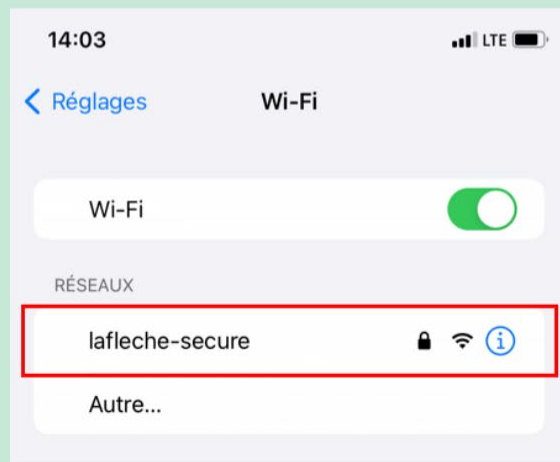 14:03 LTE
Réglages Wi-Fi
Wi-Fi
RÉSEAUX
lafleche-secure
Autre...